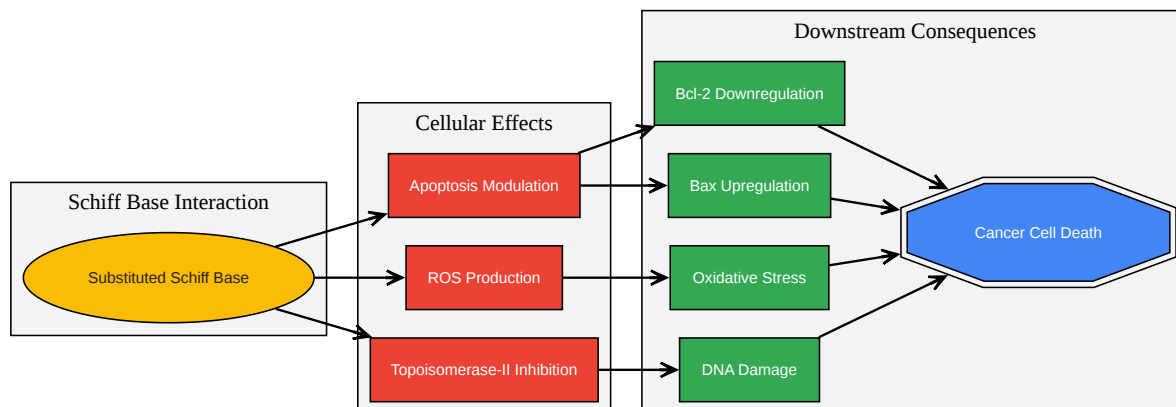 Schiff Base Interaction
Substituted Schiff Base
Cellular Effects
Apoptosis Modulation
ROS Production
Topoisomerase-II Inhibition
Downstream Consequences
Bcl-2 Downregulation
Bax Upregulation
Oxidative Stress
DNA Damage
Cancer Cell Death